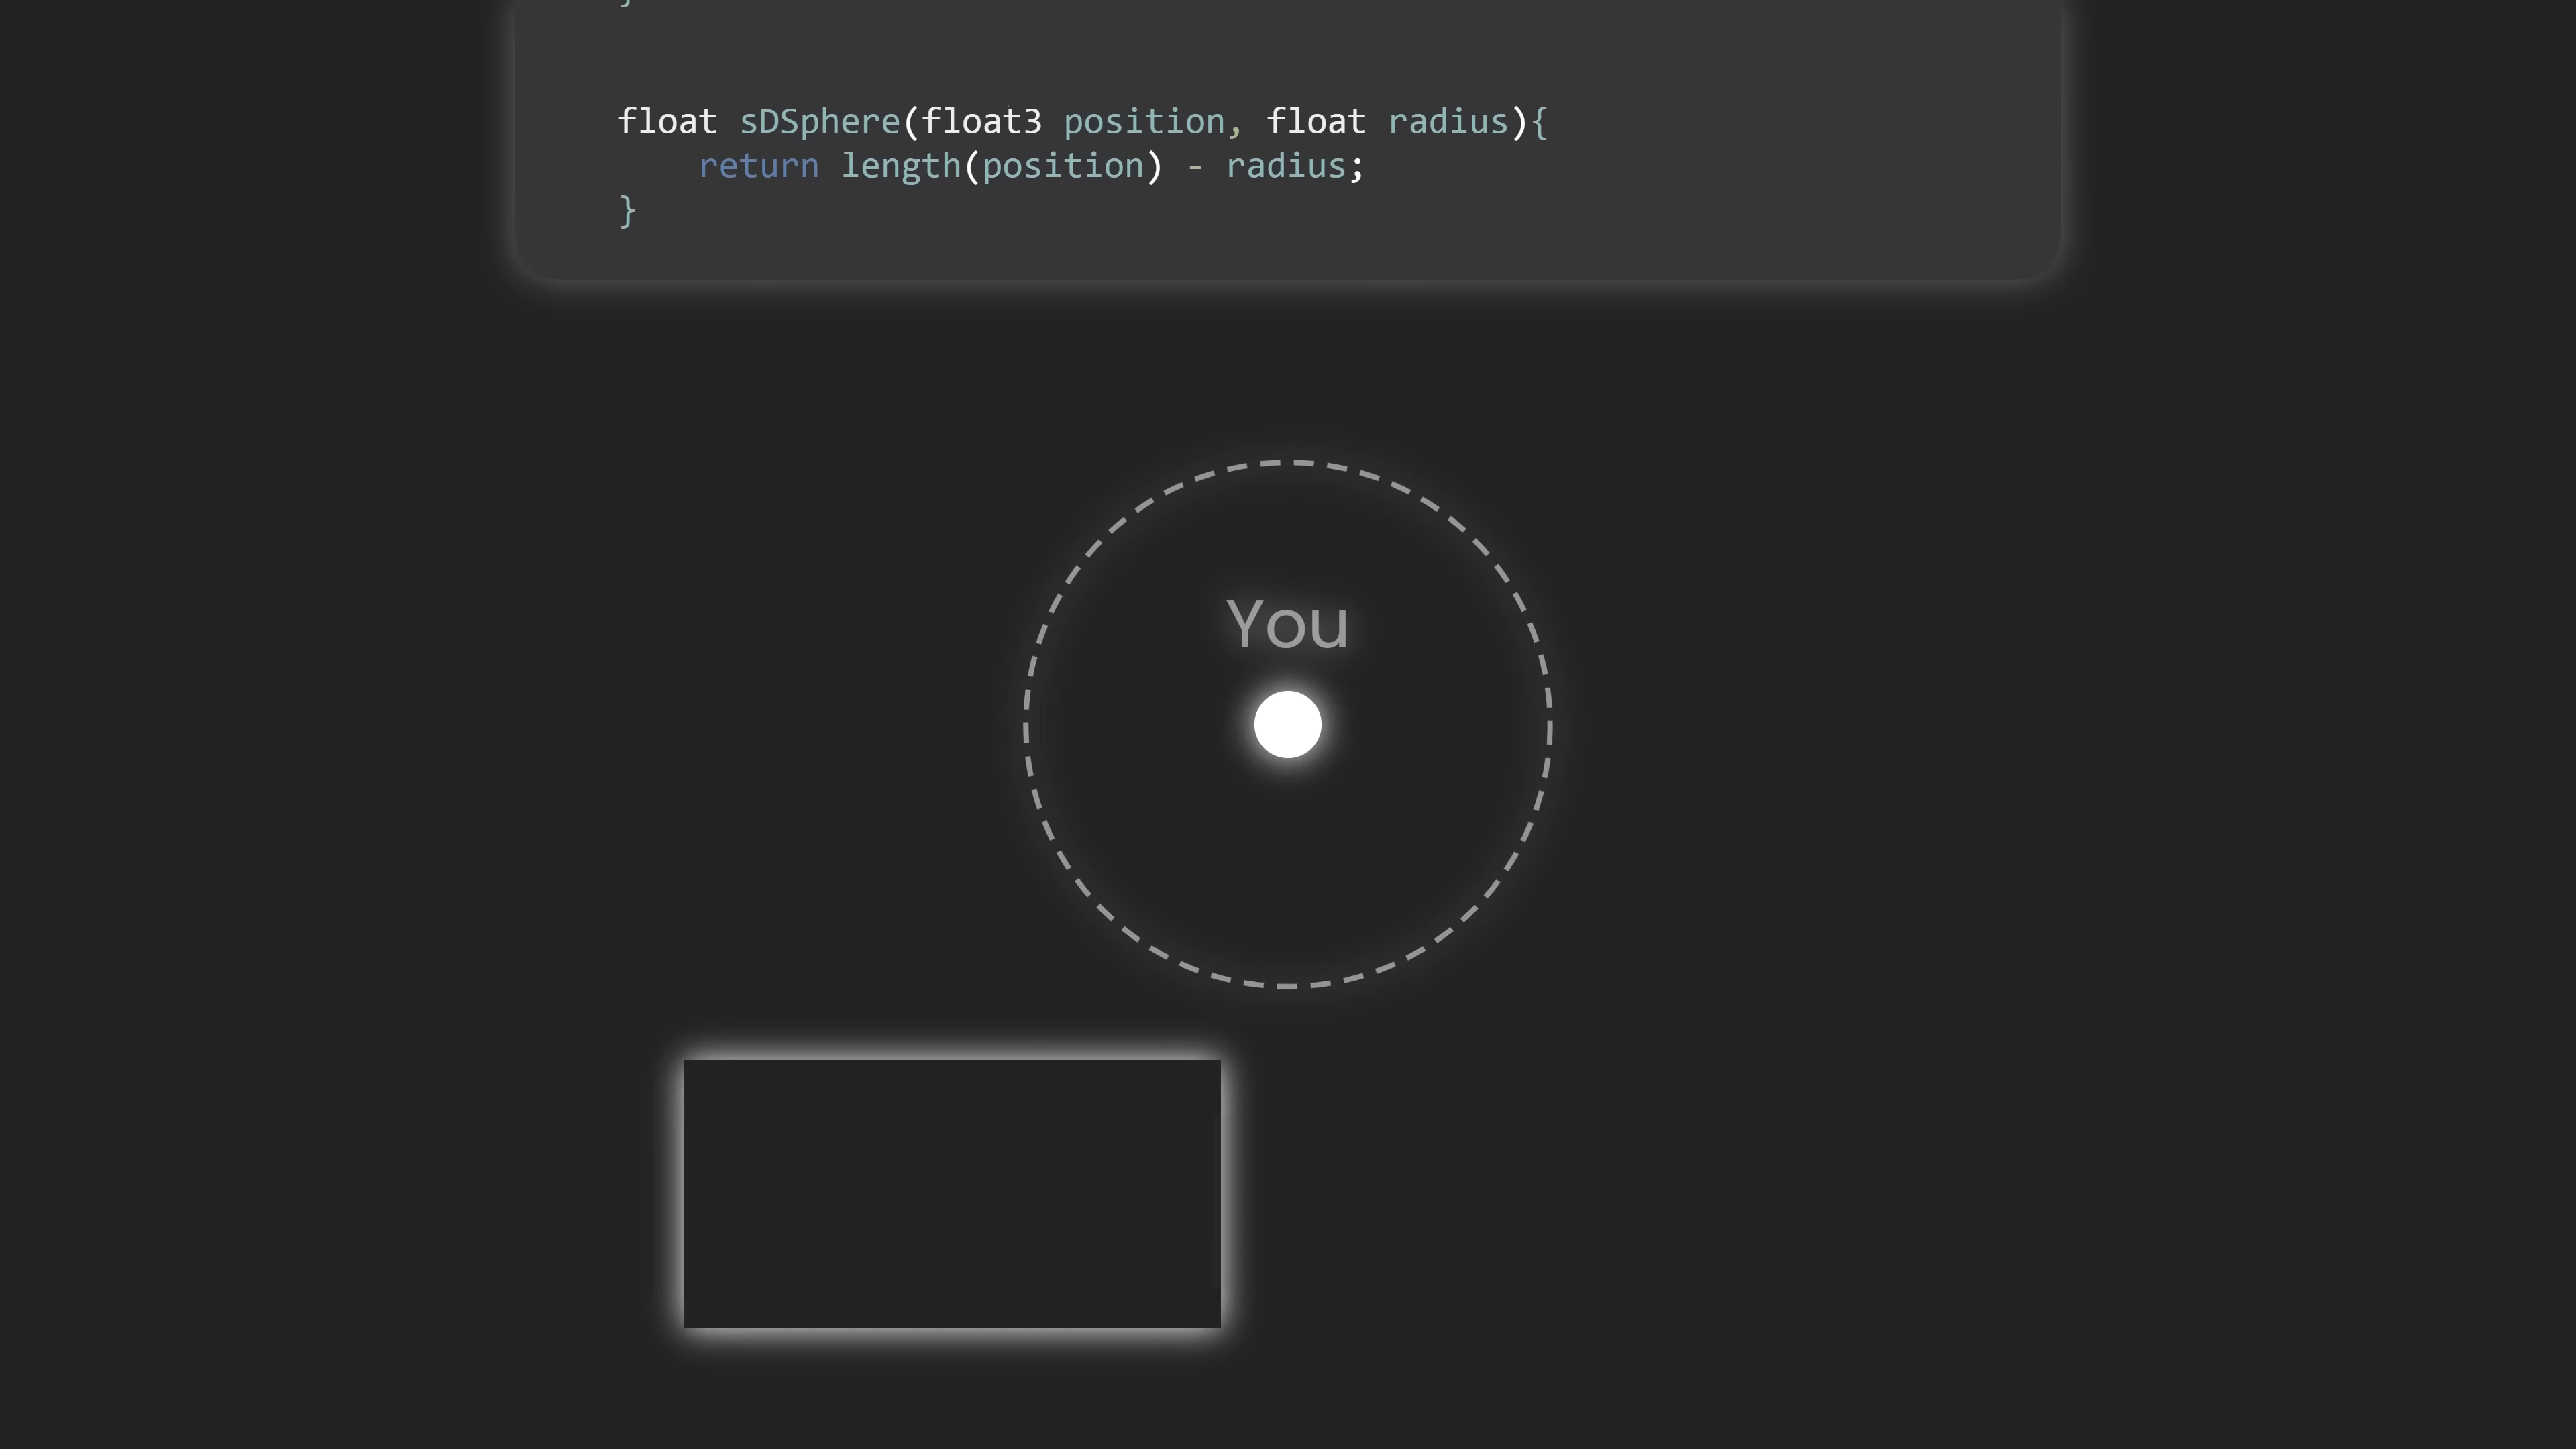 }
float sDSphere(float3 position, float radius){
    return length(position) - radius;
}
You